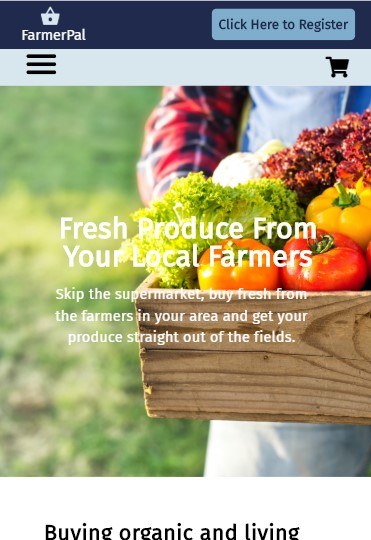 FarmerPal
Click Here to Register
Fresh Produce From
Your Local Farmers
Skip the supermarket, buy fresh from
the farmers in your area and get your
produce straight out of the fields.
Buying organic and living